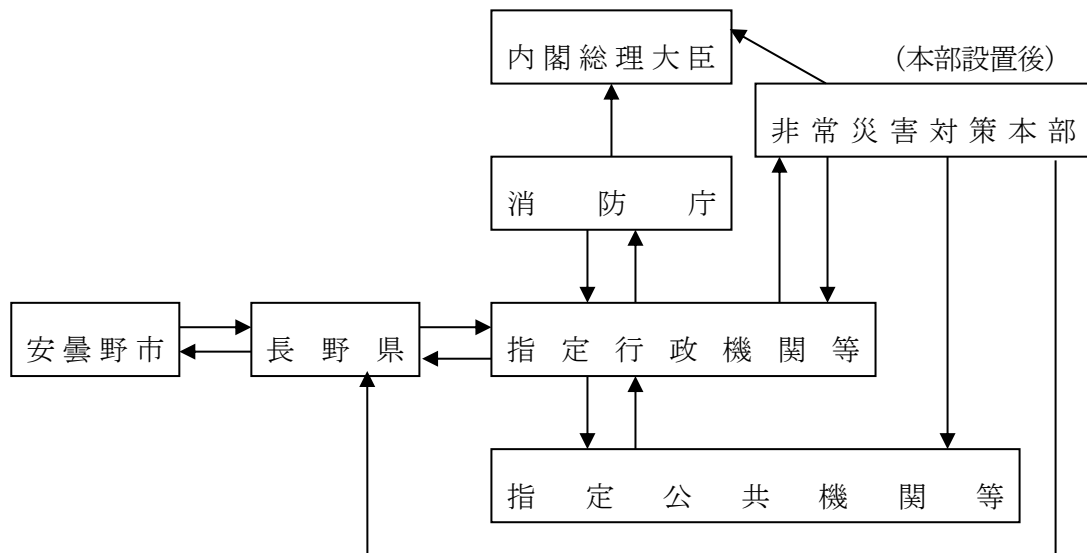 内閣総理大臣
(本部設置後)
非常災害対策本部
消防庁
安曇野市
長野県
指定行政機関等
指定公共機関等